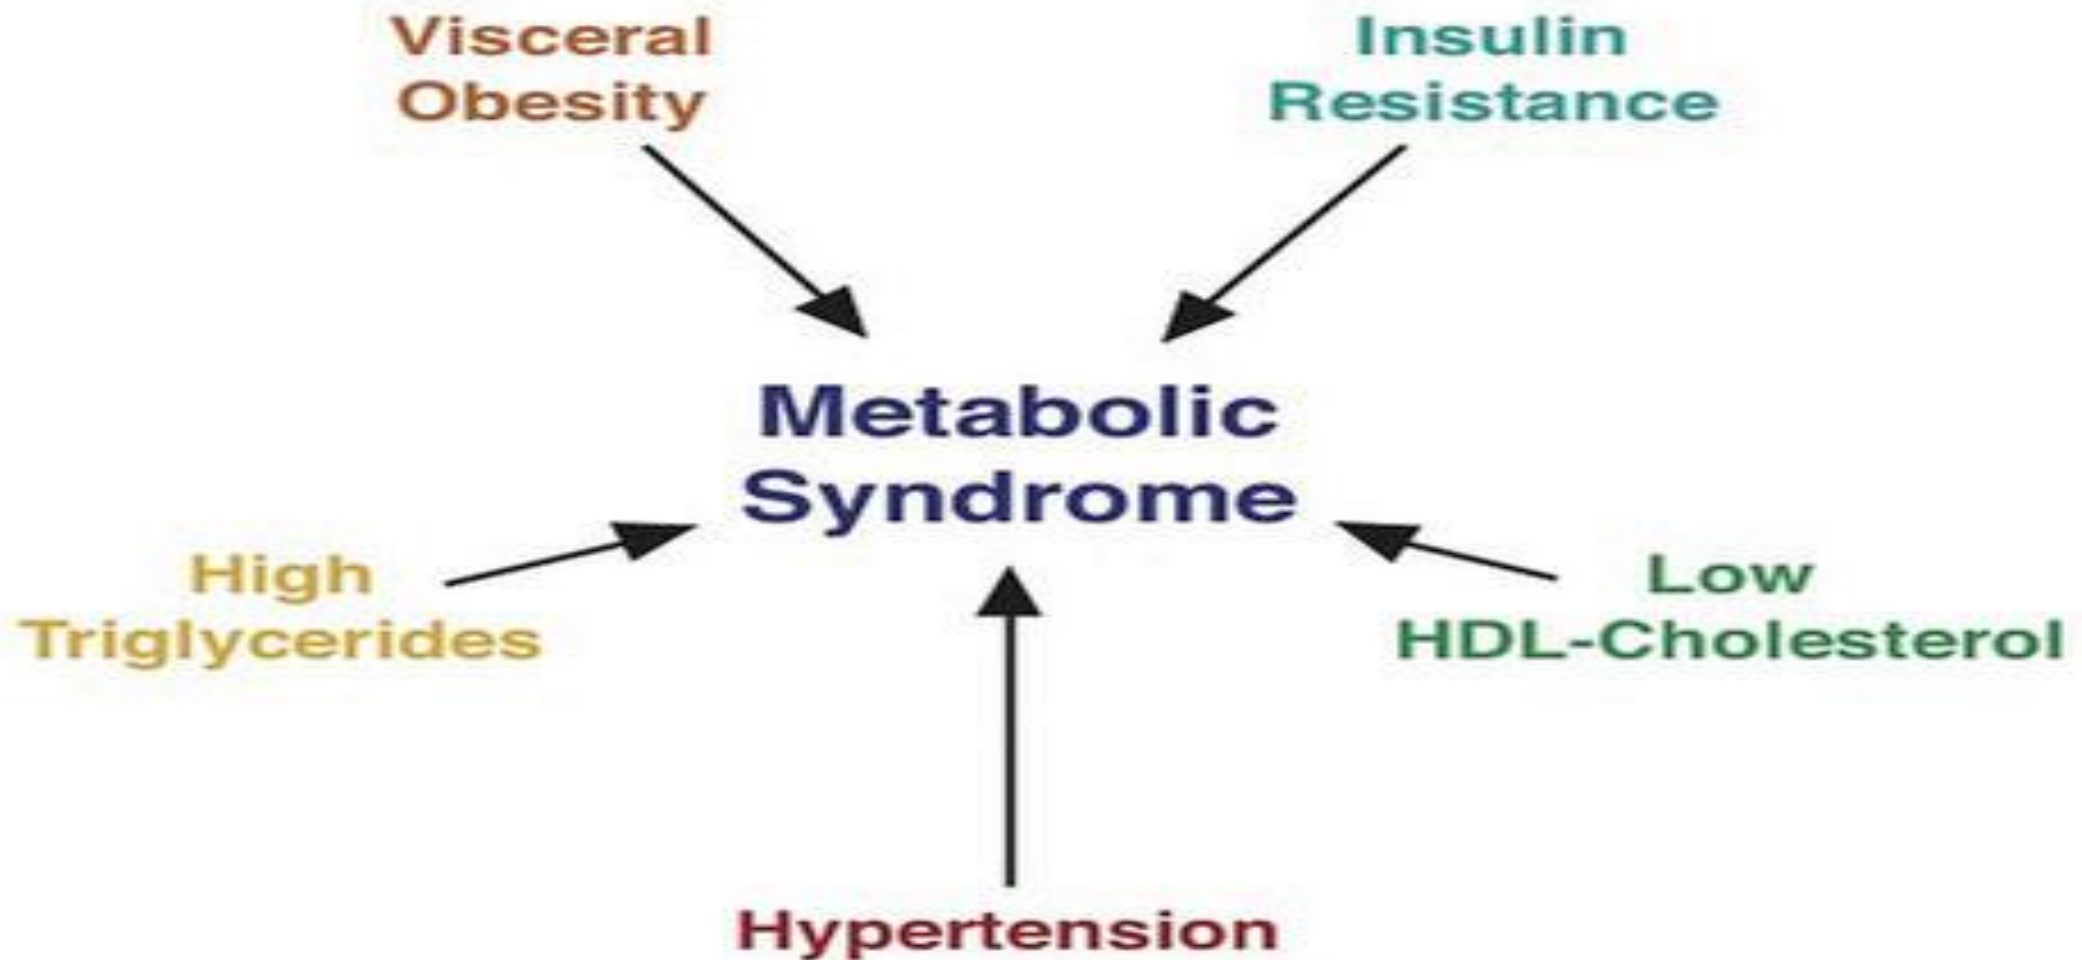 Visceral
Obesity
Insulin
Resistance
Metabolic
Syndrome
High
Triglycerides
Low
HDL-Cholesterol
Hypertension